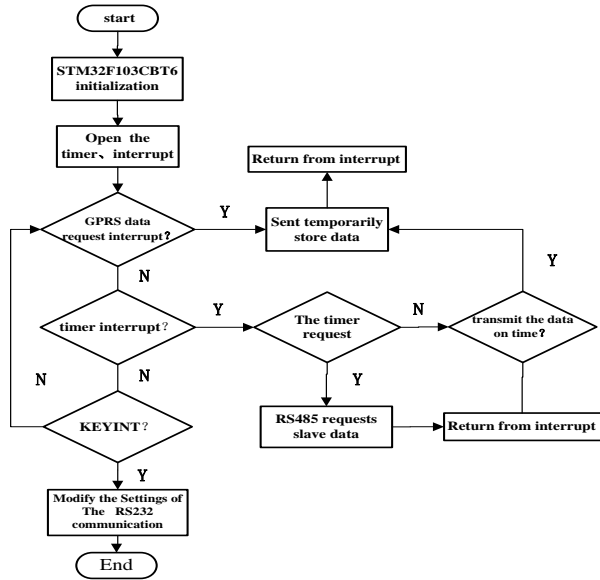 start
STM32F103CBT6
initialization
Open the
timer、interrupt
Return from interrupt
GPRS data
request interrupt?
Y
Sent temporarily
store data
N
Y
timer interrupt?
Y
The timer
request
N
transmit the data
on time?
N
N
Y
KEYINT?
RS485 requests
slave data
Return from interrupt
Y
Modify the Settings of
The RS232
communication
End